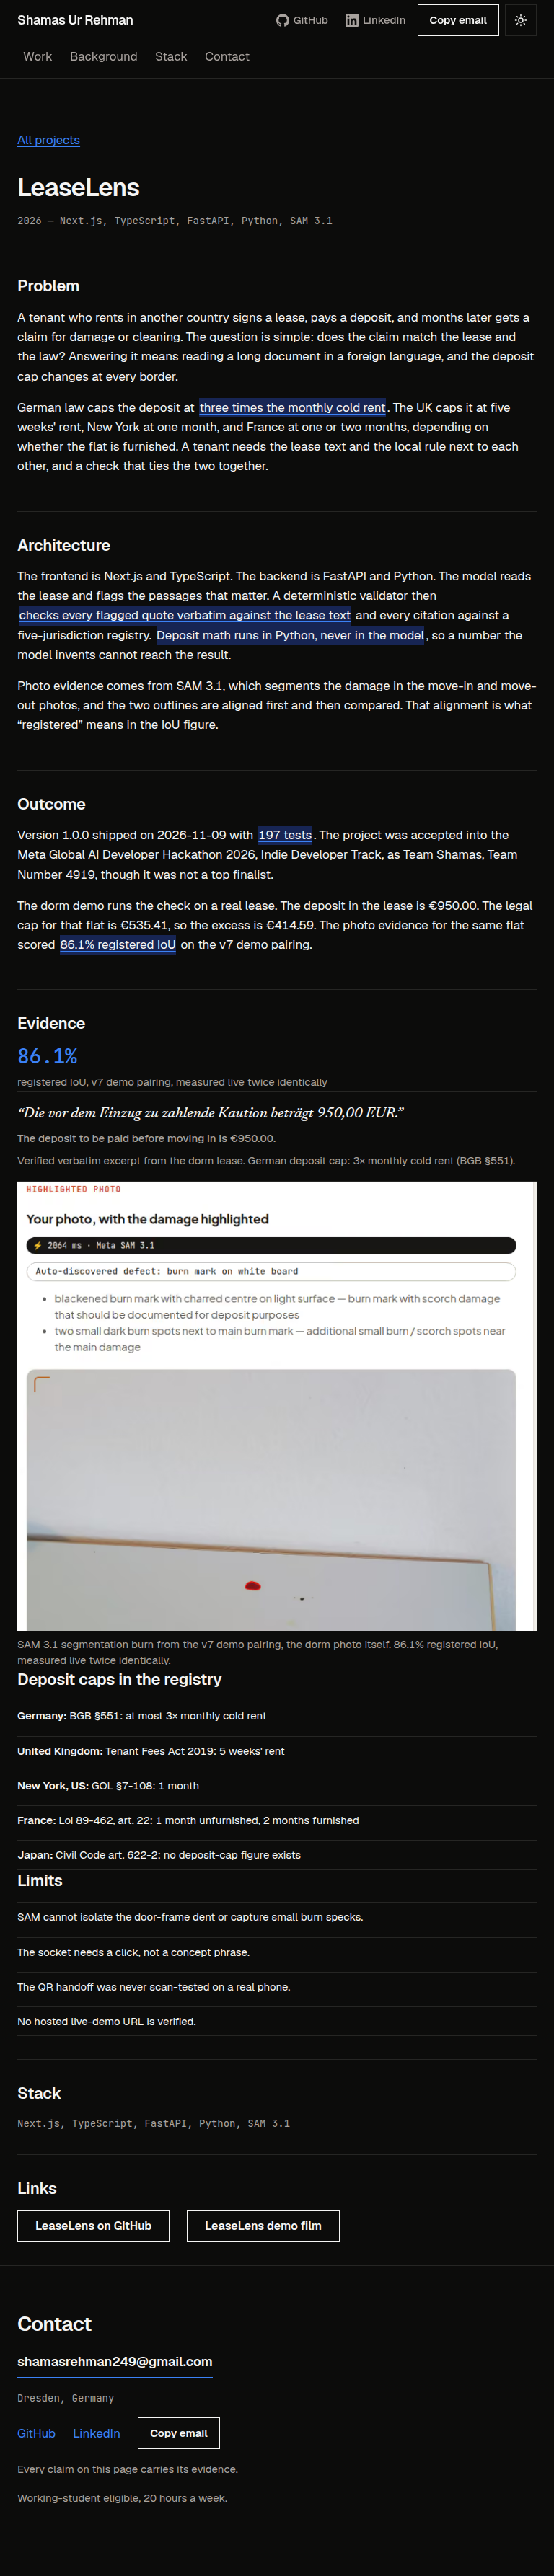 Shamas Ur Rehman
GitHub
LinkedIn
Copy email
Work
Background
Stack
Contact
All projects
LeaseLens
2026 — Next.js, TypeScript, FastAPI, Python, SAM 3.1
Problem
A tenant who rents in another country signs a lease, pays a deposit, and months later gets a
claim for damage or cleaning. The question is simple: does the claim match the lease and
the law? Answering it means reading a long document in a foreign language, and the deposit
cap changes at every border.
German law caps the deposit at three times the monthly cold rent. The UK caps it at five
weeks' rent, New York at one month, and France at one or two months, depending on
whether the flat is furnished. A tenant needs the lease text and the local rule next to each
other, and a check that ties the two together.
Architecture
The frontend is Next.js and TypeScript. The backend is FastAPI and Python. The model reads
the lease and flags the passages that matter. A deterministic validator then
checks every flagged quote verbatim against the lease text and every citation against a
five-jurisdiction registry. Deposit math runs in Python, never in the model, so a number the
model invents cannot reach the result.
Photo evidence comes from SAM 3.1, which segments the damage in the move-in and move-
out photos, and the two outlines are aligned first and then compared. That alignment is what
“registered” means in the IoU figure.
Outcome
Version 1.0.0 shipped on 2026-11-09 with 197 tests. The project was accepted into the
Meta Global AI Developer Hackathon 2026, Indie Developer Track, as Team Shamas, Team
Number 4919, though it was not a top finalist.
The dorm demo runs the check on a real lease. The deposit in the lease is €950.00. The legal
cap for that flat is €535.41, so the excess is €414.59. The photo evidence for the same flat
scored 86.1% registered IoU on the v7 demo pairing.
Evidence
86.1%
registered IoU, v7 demo pairing, measured live twice identically
“Die vor dem Einzug zu zahlende Kaution beträgt 950,00 EUR.”
The deposit to be paid before moving in is €950.00.
Verified verbatim excerpt from the dorm lease. German deposit cap: 3× monthly cold rent (BGB §551).
HIGHLIGHTED PHOTO
Your photo, with the damage highlighted
⚡ 2064 ms · Meta SAM 3.1
Auto-discovered defect: burn mark on white board
• blackened burn mark with charred centre on light surface — burn mark with scorch damage
that should be documented for deposit purposes
• two small dark burn spots next to main burn mark — additional small burn / scorch spots near
the main damage
SAM 3.1 segmentation burn from the v7 demo pairing, the dorm photo itself. 86.1% registered IoU,
measured live twice identically.
Deposit caps in the registry
Germany: BGB §551: at most 3× monthly cold rent
United Kingdom: Tenant Fees Act 2019: 5 weeks' rent
New York, US: GOL §7-108: 1 month
France: Loi 89-462, art. 22: 1 month unfurnished, 2 months furnished
Japan: Civil Code art. 622-2: no deposit-cap figure exists
Limits
SAM cannot isolate the door-frame dent or capture small burn specks.
The socket needs a click, not a concept phrase.
The QR handoff was never scan-tested on a real phone.
No hosted live-demo URL is verified.
Stack
Next.js, TypeScript, FastAPI, Python, SAM 3.1
Links
LeaseLens on GitHub
LeaseLens demo film
Contact
shamasrehman249@gmail.com
Dresden, Germany
GitHub
LinkedIn
Copy email
Every claim on this page carries its evidence.
Working-student eligible, 20 hours a week.